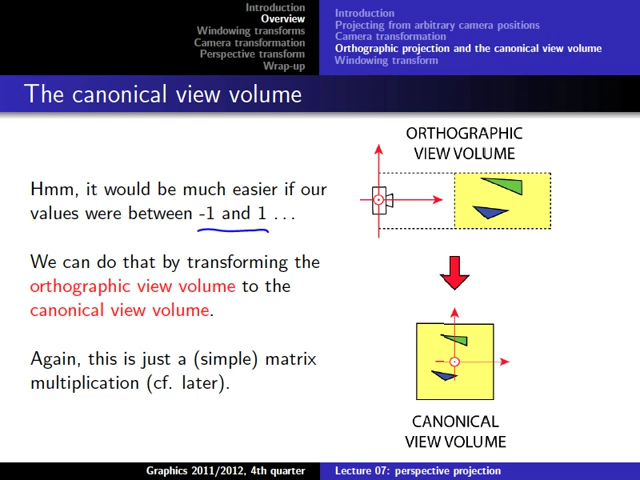 Introduction
Overview
Windowing transforms
Camera transformation
Perspective transform
Wrap-up
Introduction
Projecting from arbitrary camera positions
Camera transformation
Orthographic projection and the canonical view volume
Windowing transform
The canonical view volume
Hmm, it would be much easier if our
values were between -1 and 1 . . .
We can do that by transforming the
orthographic view volume to the
canonical view volume.
Again, this is just a (simple) matrix
multiplication (cf. later).
ORTHOGRAPHIC
VIEW VOLUME
CANONICAL
VIEW VOLUME
Graphics 2011/2012, 4th quarter
Lecture 07: perspective projection